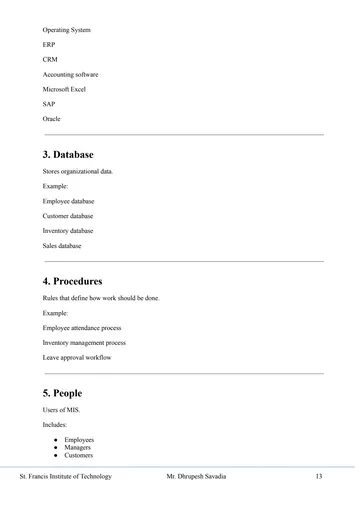 Operating System
ERP
CRM
Accounting software
Microsoft Excel
SAP
Oracle
3. Database
Stores organizational data.
Example:
Employee database
Customer database
Inventory database
Sales database
4. Procedures
Rules that define how work should be done.
Example:
Employee attendance process
Inventory management process
Leave approval workflow
5. People
Users of MIS.
Includes:
● Employees
● Managers
● Customers
St. Francis Institute of Technology Mr. Dhrupesh Savadia 13